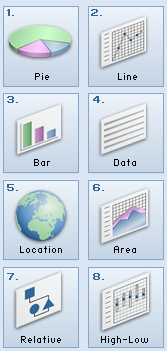 1.
Pie
2.
Line
3.
Bar
4.
Data
5.
Location
6.
Area
7.
Relative
8.
High-Low